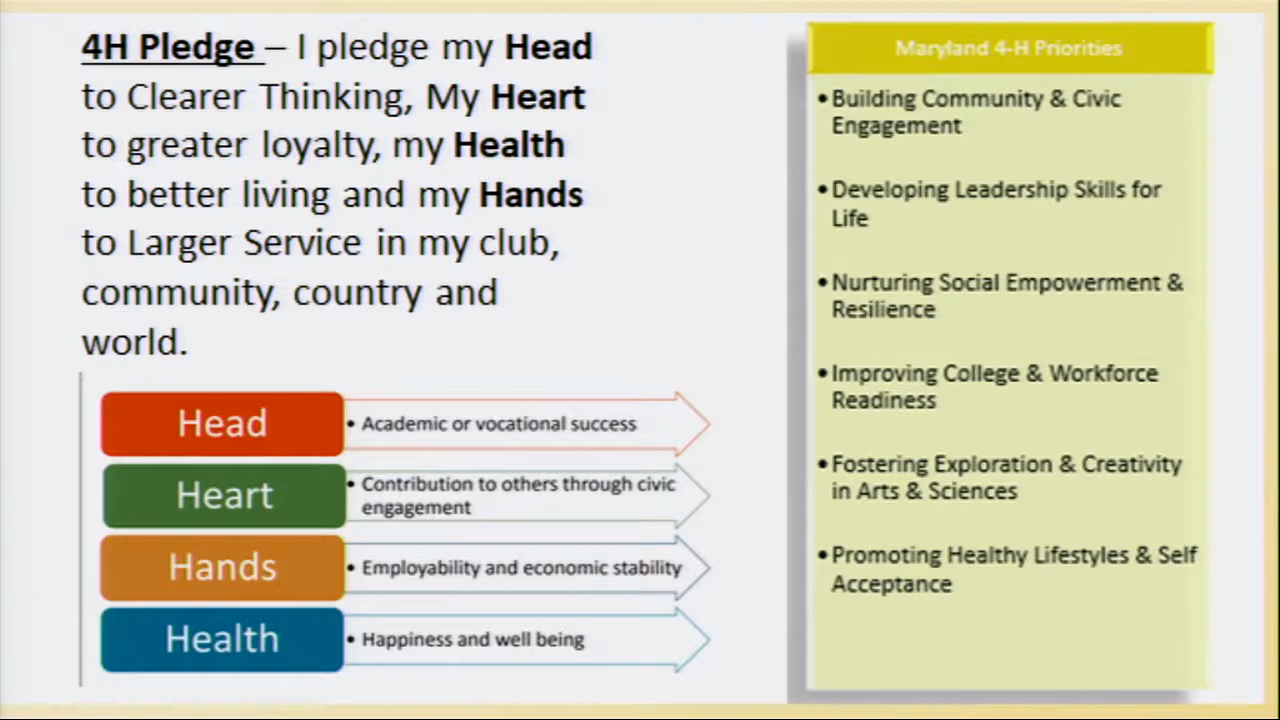 4H Pledge – I pledge my Head
to Clearer Thinking, My Heart
to greater loyalty, my Health
to better living and my Hands
to Larger Service in my club,
community, country and
world.
Head
• Academic or vocational success
Heart
• Contribution to others through civic
engagement
Hands
• Employability and economic stability
Health
• Happiness and well being
Maryland 4-H Priorities
• Building Community & Civic
Engagement
• Developing Leadership Skills for
Life
• Nurturing Social Empowerment &
Resilience
• Improving College & Workforce
Readiness
• Fostering Exploration & Creativity
in Arts & Sciences
• Promoting Healthy Lifestyles & Self
Acceptance